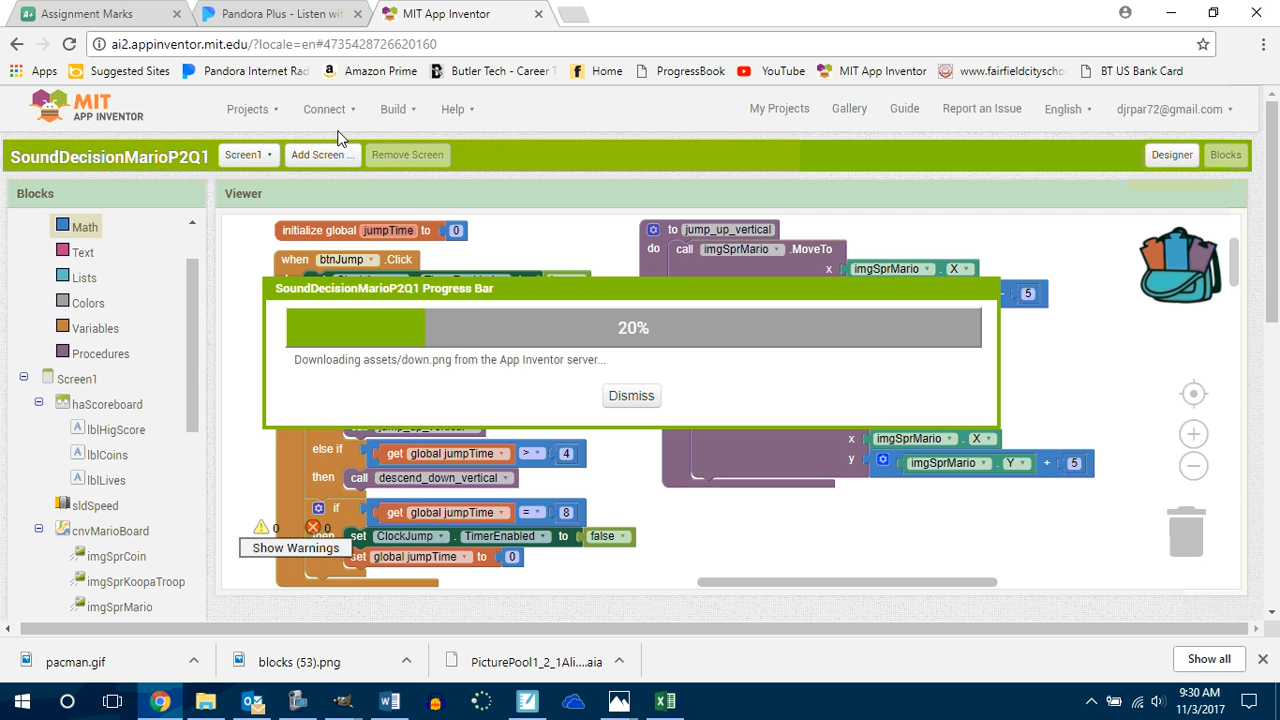 Assignment Marks
Pandora Plus - Listen wit
MIT App Inventor
ai2.appinventor.mit.edu/?locale=en#4735428726620160
Apps
Suggested Sites
Pandora Internet Rad
Amazon Prime
Butler Tech - Career T
Home
ProgressBook
YouTube
MIT App Inventor
www.fairfieldcityscho
BT US Bank Card
MIT
APP INVENTOR
Projects
Connect
Build
Help
My Projects
Gallery
Guide
Report an Issue
English
djrpar72@gmail.com
SoundDecisionMarioP2Q1
Screen1
Add Screen ...
Remove Screen
Designer
Blocks
Blocks
Viewer
Math
Text
Lists
Colors
Variables
Procedures
Screen1
haScoreboard
lblHighScore
lblCoins
lblLives
sldSpeed
cnvMarioBoard
imgSprCoin
imgSprKoopaTroop
imgSprMario
initialize global jumpTime to 0
when btnJump .Click
to jump_up_vertical
do call imgSprMario .MoveTo
x imgSprMario . X
5
SoundDecisionMarioP2Q1 Progress Bar
20%
Downloading assets/down.png from the App Inventor server...
Dismiss
else if get global jumpTime > 4
then call descend_down_vertical
if get global jumpTime = 8
then set ClockJump . TimerEnabled to false
set global jumpTime to 0
x imgSprMario . X
y imgSprMario . Y + 5
0
0
Show Warnings
pacman.gif
blocks (53).png
PicturePool1_2_1Ali....aia
Show all
9:30 AM
11/3/2017